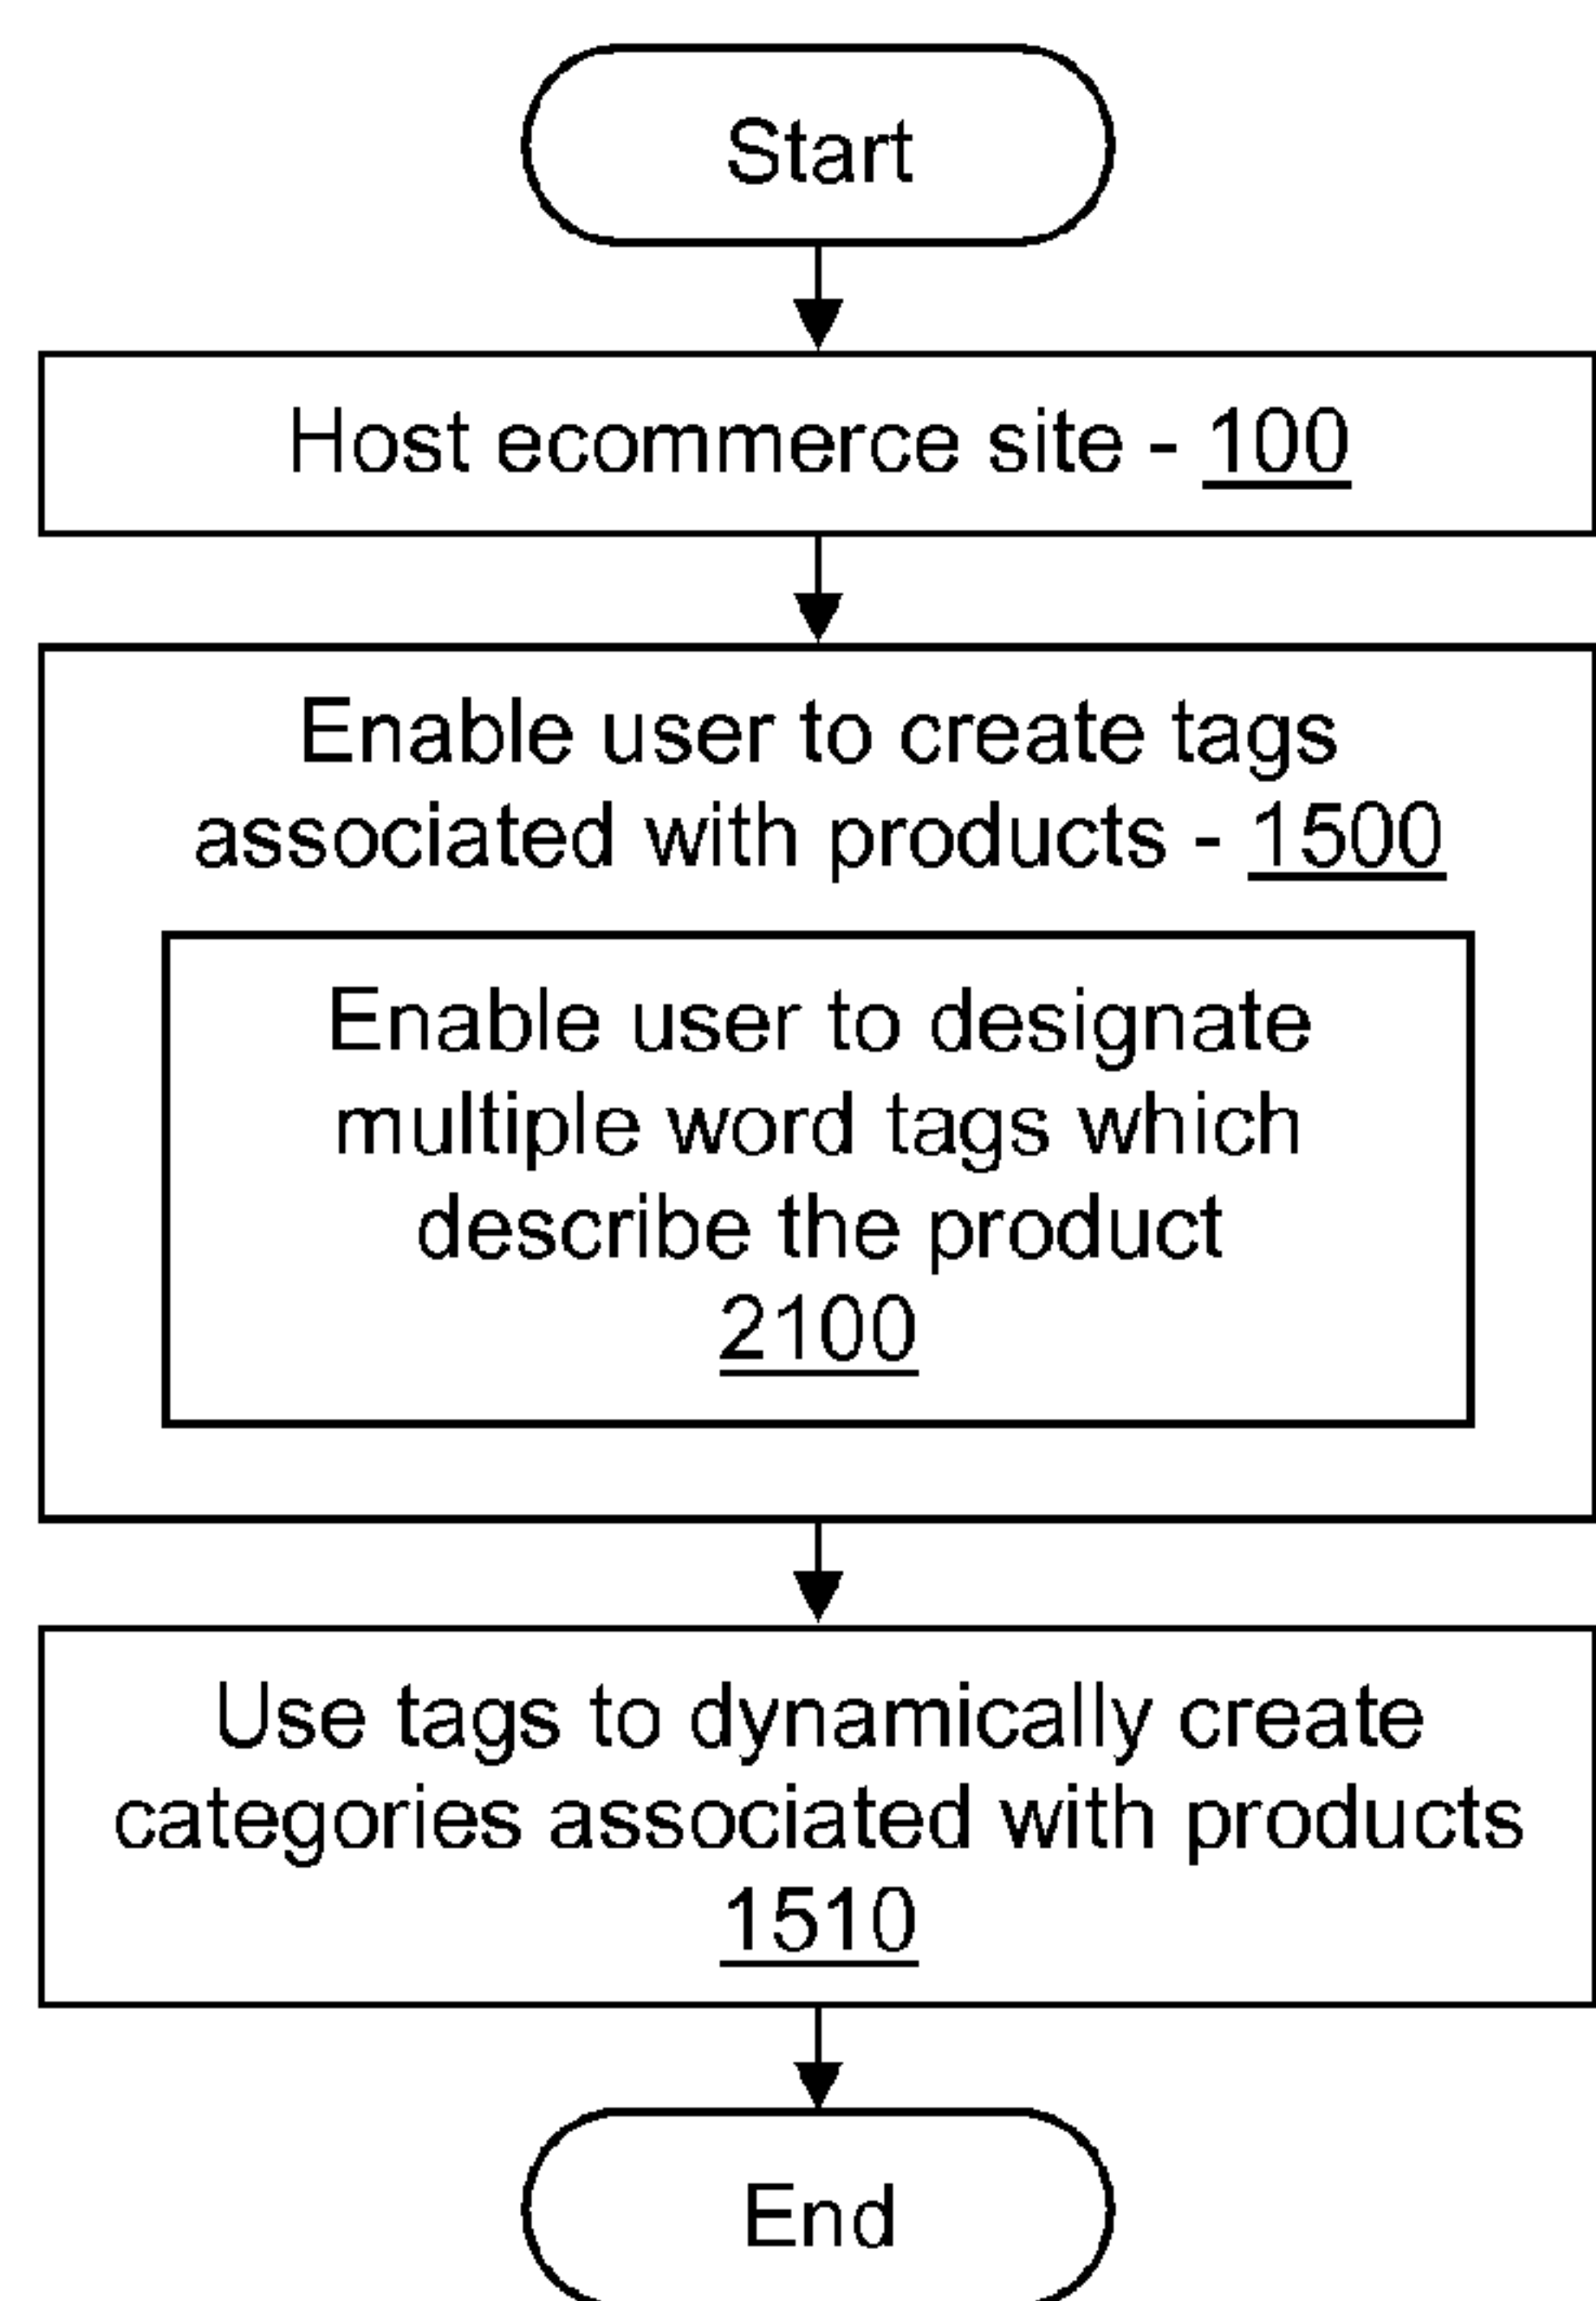 Start
Host ecommerce site - 100
Enable user to create tags
associated with products - 1500
Enable user to designate
multiple word tags which
describe the product
2100
Use tags to dynamically create
categories associated with products
1510
End